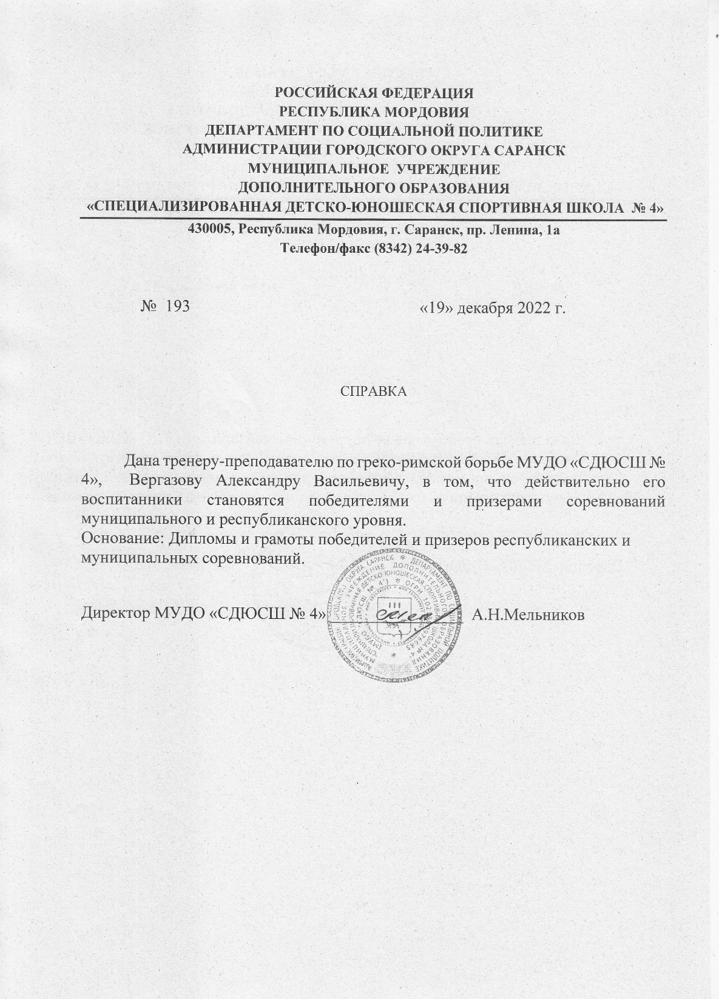 РОССИЙСКАЯ ФЕДЕРАЦИЯ
РЕСПУБЛИКА МОРДОВИЯ
ДЕПАРТАМЕНТ ПО СОЦИАЛЬНОЙ ПОЛИТИКЕ
АДМИНИСТРАЦИИ ГОРОДСКОГО ОКРУГА САРАНСК
МУНИЦИПАЛЬНОЕ УЧРЕЖДЕНИЕ
ДОПОЛНИТЕЛЬНОГО ОБРАЗОВАНИЯ
«СПЕЦИАЛИЗИРОВАННАЯ ДЕТСКО-ЮНОШЕСКАЯ СПОРТИВНАЯ ШКОЛА № 4»
430005, Республика Мордовия, г. Саранск, пр. Ленина, 1а
Телефон/факс (8342) 24-39-82
№ 193 «19» декабря 2022 г.
СПРАВКА
Дана тренеру-преподавателю по греко-римской борьбе МУДО «СДЮСШ №
4», Вергазову Александру Васильевичу, в том, что действительно его
воспитанники становятся победителями и призерами соревнований
муниципального и республиканского уровня.
Основание: Дипломы и грамоты победителей и призеров республиканских и
муниципальных соревнований.
Директор МУДО «СДЮСШ № 4» А.Н.Мельников